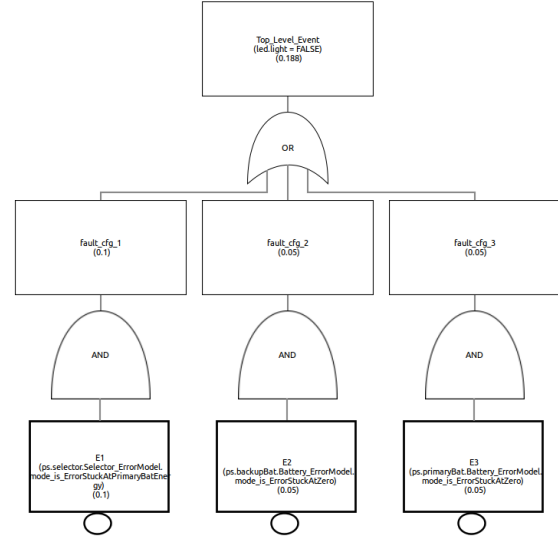 Top_Level_Event
(led.light = FALSE)
(0.188)
OR
fault_cfg_1
(0.1)
fault_cfg_2
(0.05)
fault_cfg_3
(0.05)
AND
AND
AND
E1
(ps.selector.Selector_ErrorModel.
mode_is_ErrorStuckAtPrimaryBatEner
gy)
(0.1)
E2
(ps.backupBat.Battery_ErrorModel.
mode_is_ErrorStuckAtZero)
(0.05)
E3
(ps.primaryBat.Battery_ErrorModel.
mode_is_ErrorStuckAtZero)
(0.05)